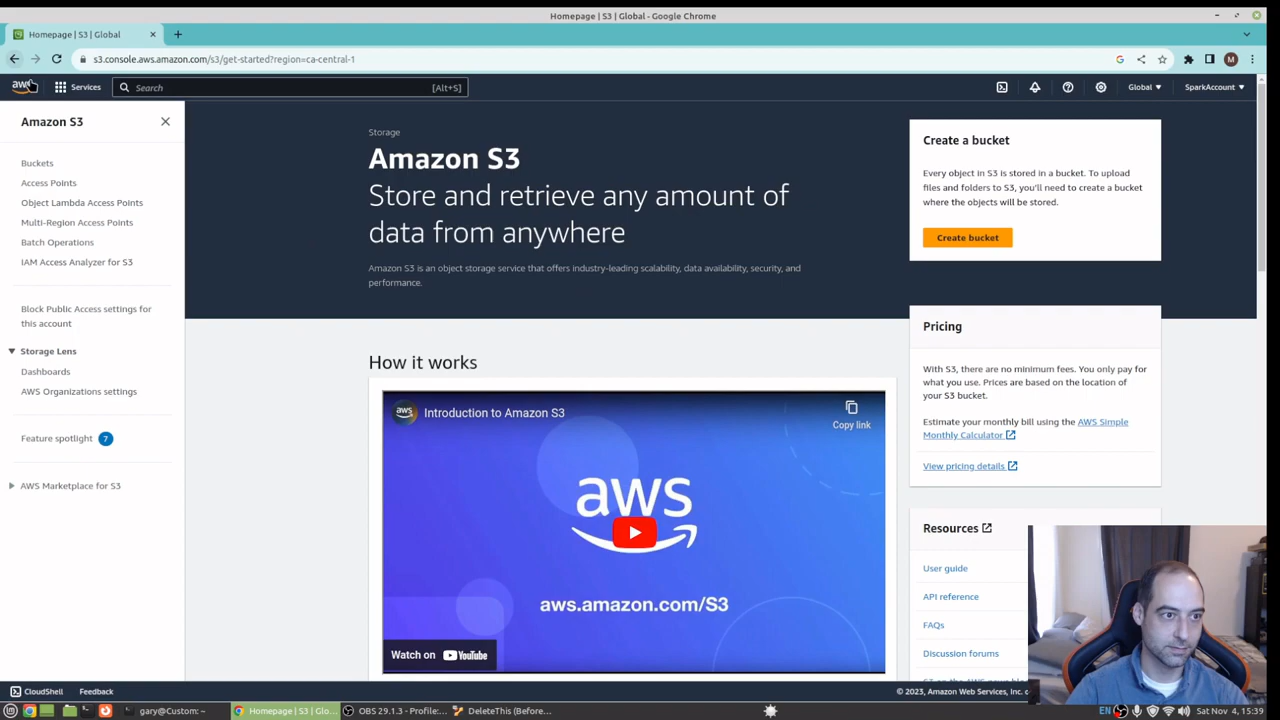 Homepage | S3 | Global - Google Chrome
Homepage | S3 | Global
s3.console.aws.amazon.com/s3/get-started?region=ca-central-1
M
aws
Services
Search
[Alt+S]
Global
SparkAccount
Amazon S3
Buckets
Access Points
Object Lambda Access Points
Multi-Region Access Points
Batch Operations
IAM Access Analyzer for S3
Block Public Access settings for
this account
Storage Lens
Dashboards
AWS Organizations settings
Feature spotlight 7
AWS Marketplace for S3
Storage
Amazon S3
Store and retrieve any amount of
data from anywhere
Amazon S3 is an object storage service that offers industry-leading scalability, data availability, security, and
performance.
How it works
aws
Introduction to Amazon S3
Copy link
aws
aws.amazon.com/S3
Watch on YouTube
Create a bucket
Every object in S3 is stored in a bucket. To upload
files and folders to S3, you'll need to create a bucket
where the objects will be stored.
Create bucket
Pricing
With S3, there are no minimum fees. You only pay for
what you use. Prices are based on the location of
your S3 bucket.
Estimate your monthly bill using the AWS Simple
Monthly Calculator
View pricing details
Resources
User guide
API reference
FAQs
Discussion forums
CloudShell
Feedback
© 2023, Amazon Web Services, Inc.
gary@Custom: ~
Homepage | S3 | Glo...
OBS 29.1.3 - Profile:...
DeleteThis (Before...
EN
Sat Nov 4, 15:39